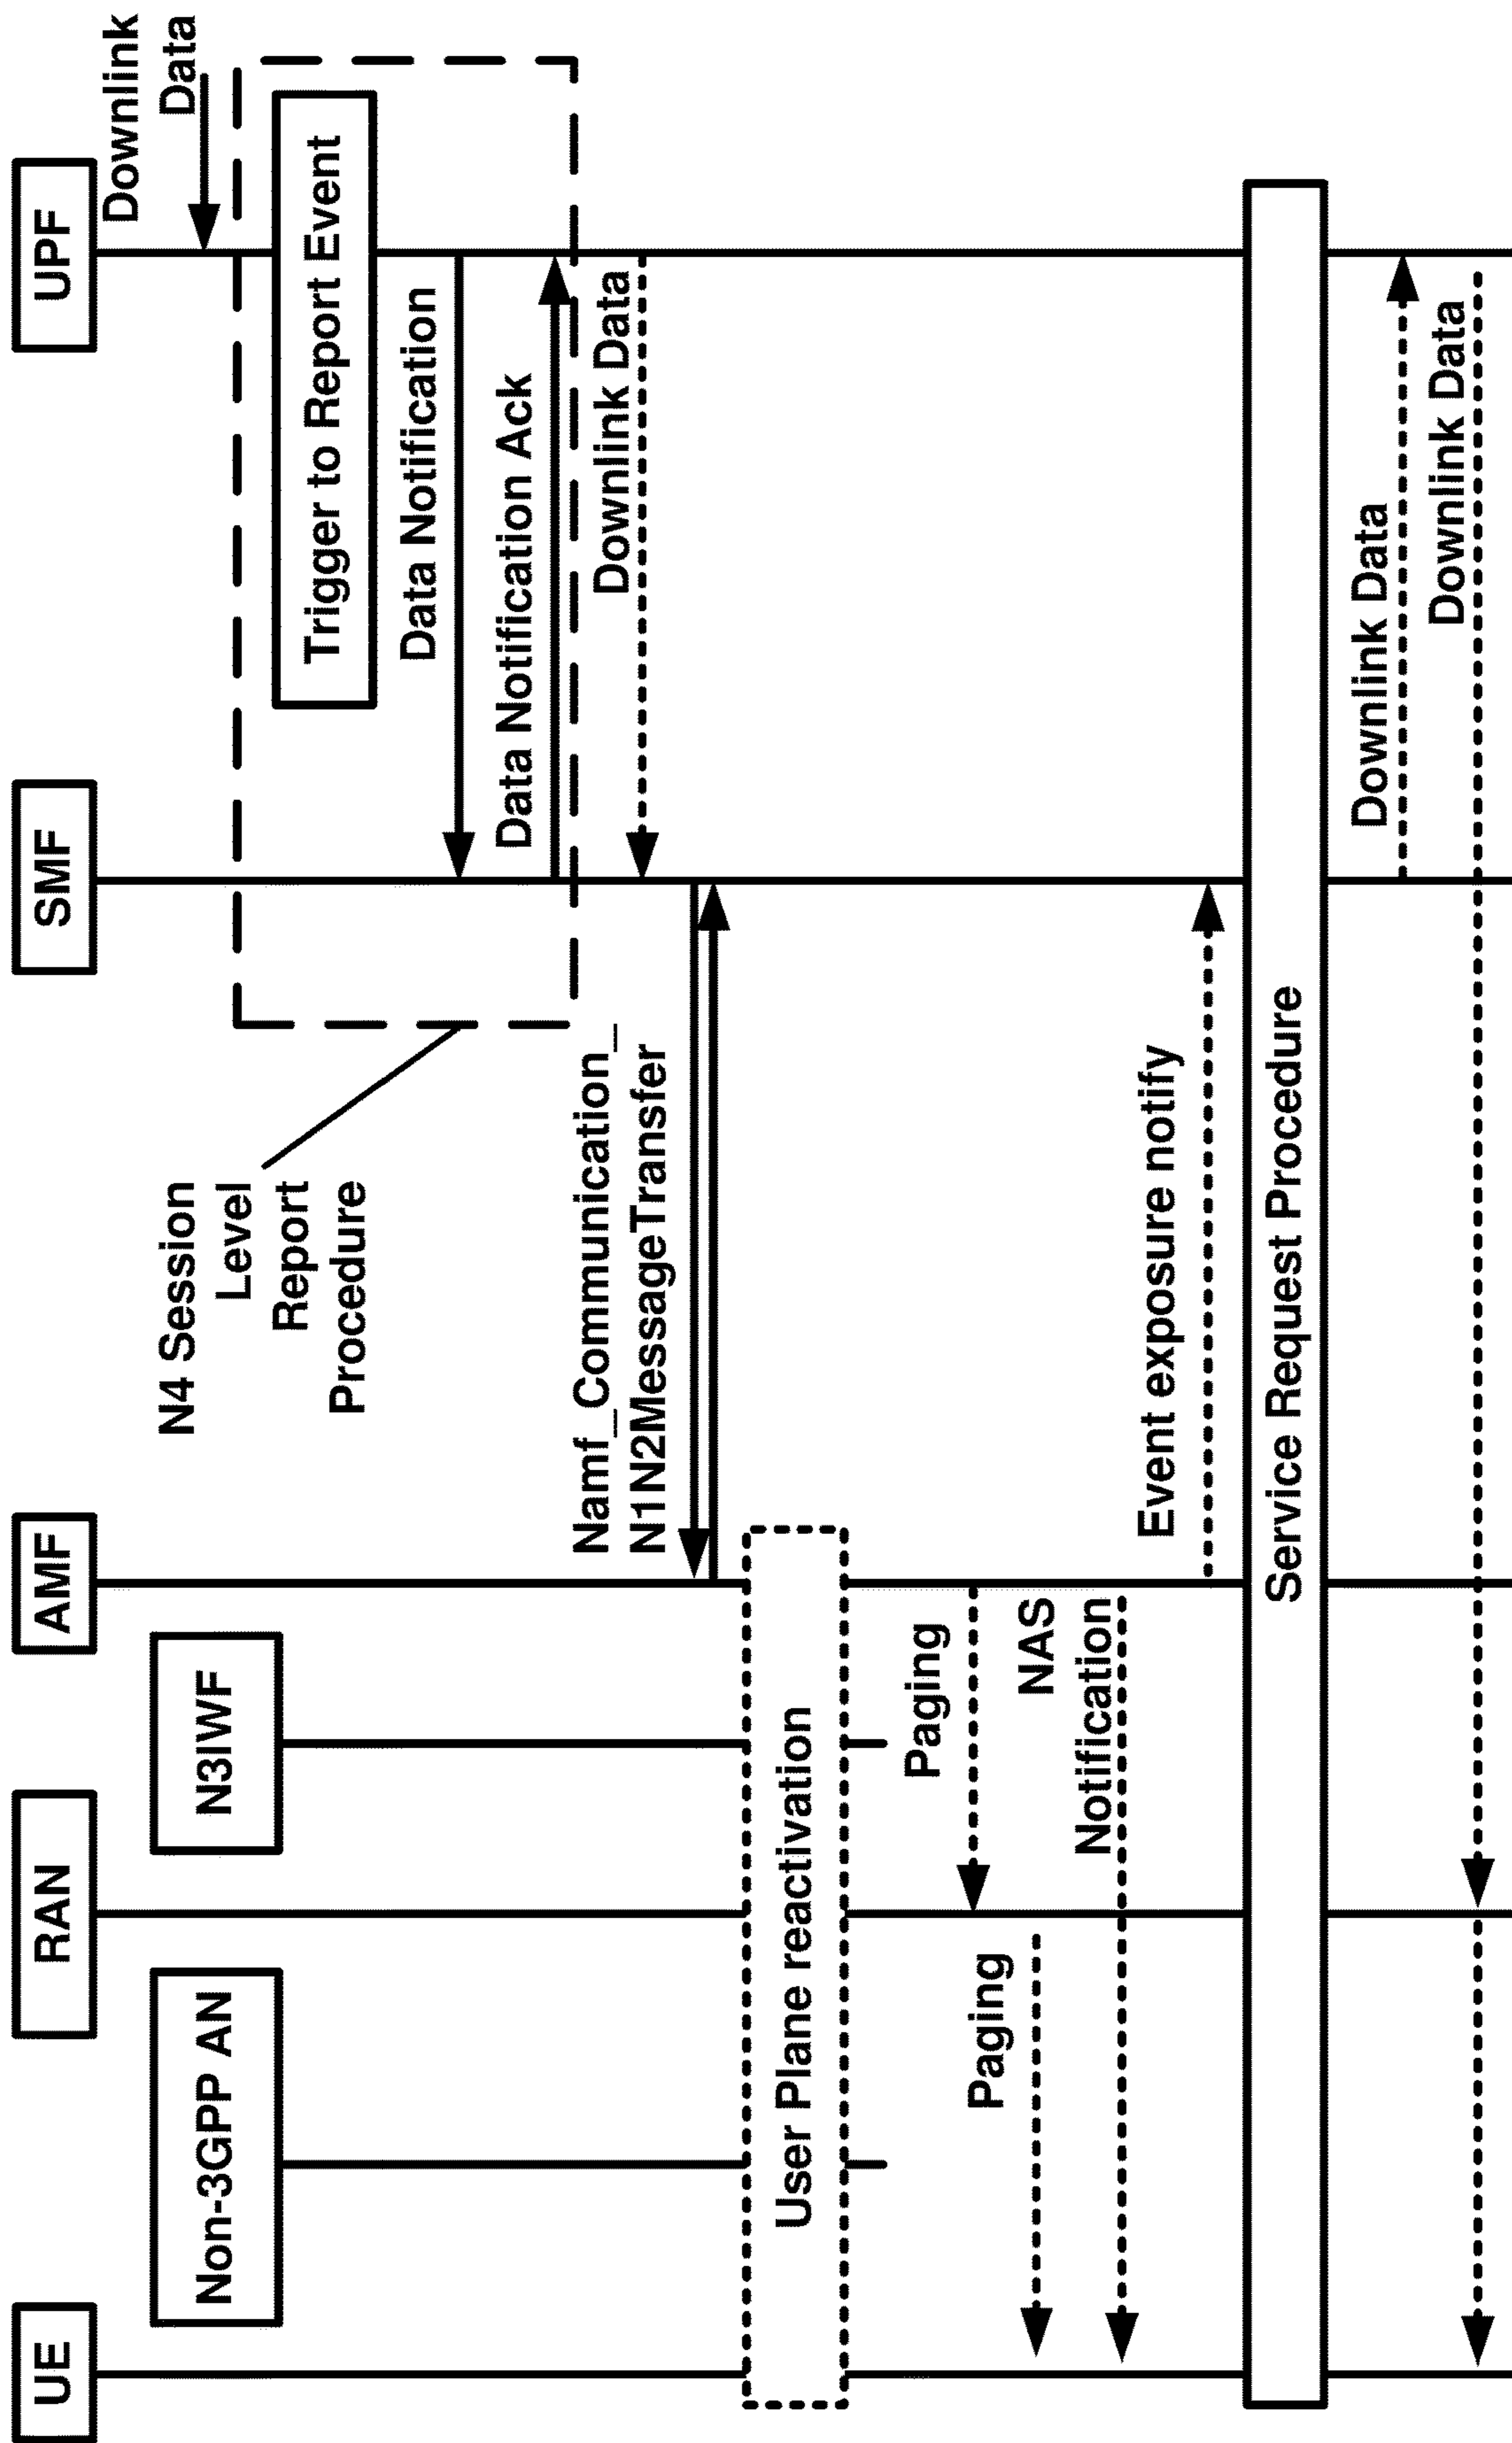 UE
RAN
AMF
SMF
UPF
Non-3GPP AN
N3IWF
Downlink
Data
N4 Session
Level
Report
Procedure
Trigger to Report Event
Data Notification
Data Notification Ack
Downlink Data
Namf_Communication_
N1N2MessageTransfer
User Plane reactivation
Paging
Paging
NAS
Notification
Event exposure notify
Service Request Procedure
Downlink Data
Downlink Data